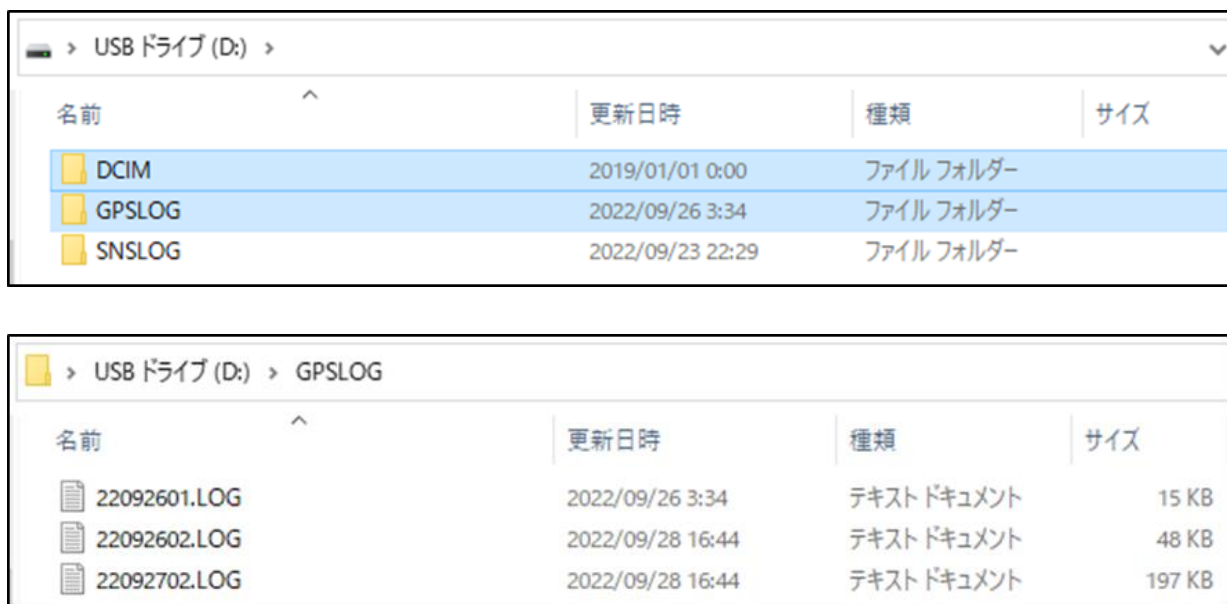 > USB ドライブ (D:) >
名前 更新日時 種類 サイズ
DCIM 2019/01/01 0:00 ファイル フォルダー
GPSLOG 2022/09/26 3:34 ファイル フォルダー
SNSLOG 2022/09/23 22:29 ファイル フォルダー
> USB ドライブ (D:) > GPSLOG
名前 更新日時 種類 サイズ
22092601.LOG 2022/09/26 3:34 テキスト ドキュメント 15 KB
22092602.LOG 2022/09/28 16:44 テキスト ドキュメント 48 KB
22092702.LOG 2022/09/28 16:44 テキスト ドキュメント 197 KB